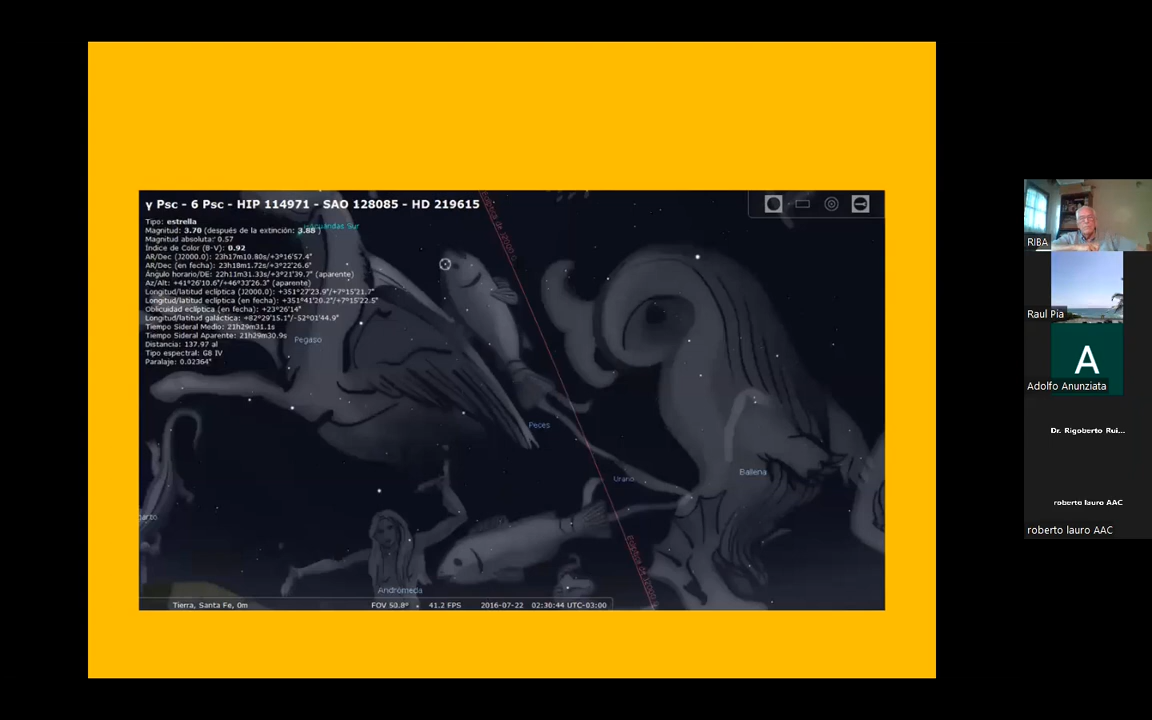 γ Psc - 6 Psc - HIP 114971 - SAO 128085 - HD 219615
Tipo: estrella
Magnitud: 3.70 (después de la extinción: 3.88 )
Magnitud absoluta: 0.57
Índice de Color (B-V): 0.92
AR/Dec (J2000.0): 23h17m10.80s/+3°16'57.4"
AR/Dec (en fecha): 23h18m1.72s/+3°22'26.6"
Ángulo horario/DE: 22h11m31.33s/+3°21'39.7" (aparente)
Az/Alt: +41°26'10.6"/+46°33'26.3" (aparente)
Longitud/latitud eclíptica (J2000.0): +351°27'23.9"/+7°15'21.7"
Longitud/latitud eclíptica (en fecha): +351°41'20.2"/+7°15'22.5"
Oblicuidad eclíptica (en fecha): +23°26'14"
Longitud/latitud galáctica: +82°29'15.1"/-52°01'44.9"
Tiempo Sideral Medio: 21h29m31.1s
Tiempo Sideral Aparente: 21h29m30.9s
Distancia: 137.97 al
Tipo espectral: G8 IV
Paralaje: 0.02364"
Pegaso
Peces
Urano
Ballena
Andrómeda
Tierra, Santa Fe, 0m
FOV 50.8°
41.2 FPS
2016-07-22 02:30:44 UTC-03:00
RIBA
Raul Pia
A
Adolfo Anunziata
Dr. Rigoberto Rui...
roberto lauro AAC
roberto lauro AAC